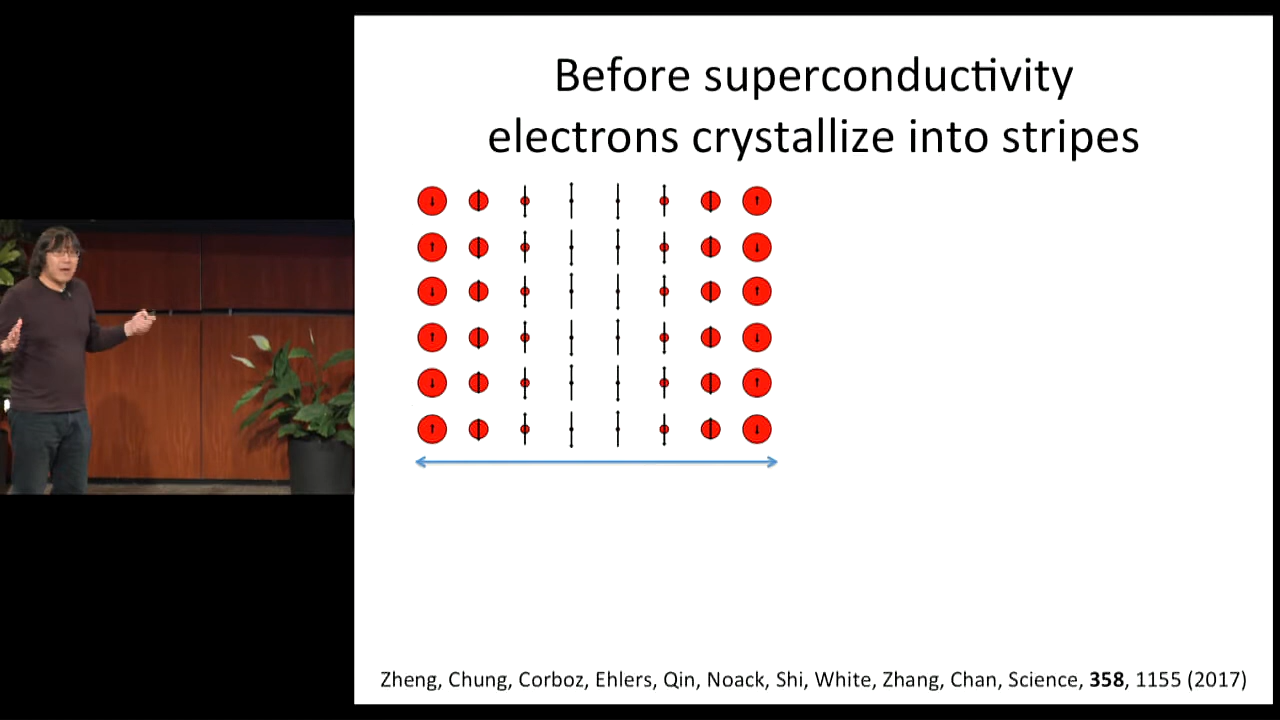 Before superconductivity
electrons crystallize into stripes
Zheng, Chung, Corboz, Ehlers, Qin, Noack, Shi, White, Zhang, Chan, Science, 358, 1155 (2017)